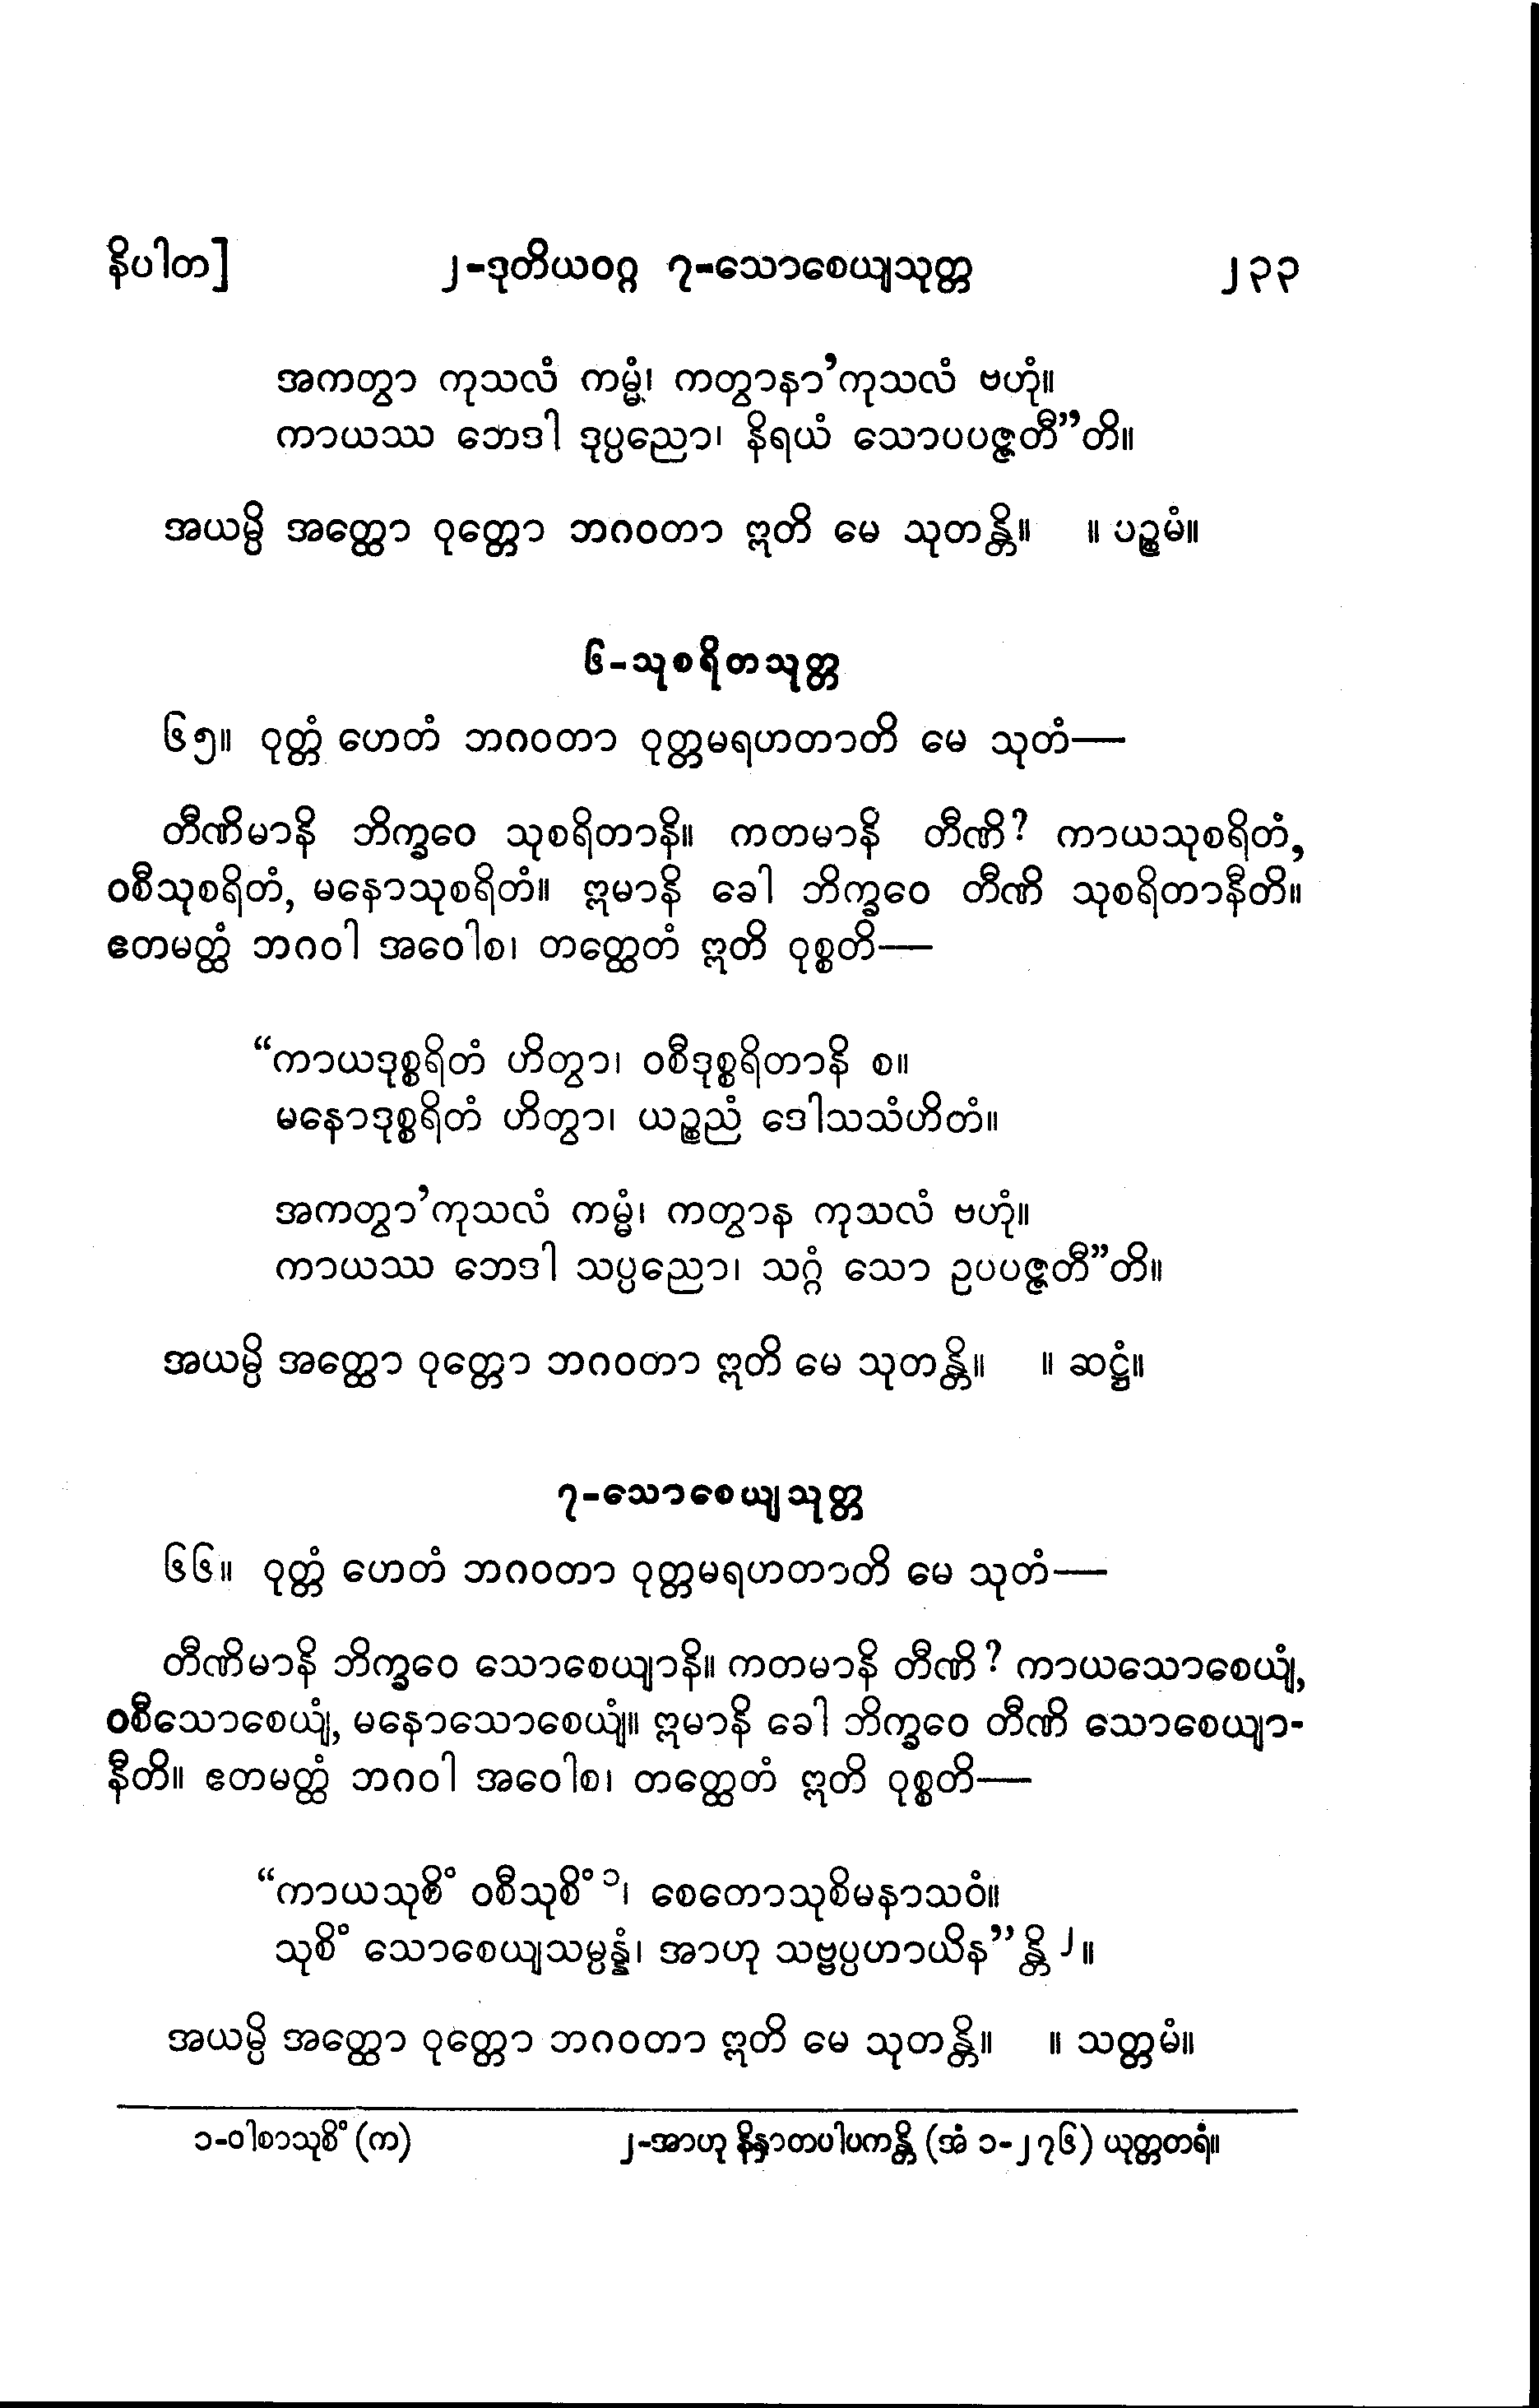 နိပါတ] ၂-ဒုတိယဝဂ္ဂ ၇-သောစေယျသုတ္တ ၂၃၃
အကတွာ ကုသလံ ကမ္မံ၊ ကတွာနာ’ကုသလံ ဗဟုံ။
ကာယဿ ဘေဒါ ဒုပ္ပညော၊ နိရယံ သောပပဇ္ဇတီ”တိ။
အယမ္ပိ အတ္ထော ဝုတ္တော ဘဂဝတာ ဣတိ မေ သုတန္တိ။ ။ ပဉ္စမံ။
၆-သုစရိတသုတ္တ
၆၅။ ဝုတ္တံ ဟေတံ ဘဂဝတာ ဝုတ္တမရဟတာတိ မေ သုတံ—
တီဏိမာနိ ဘိက္ခဝေ သုစရိတာနိ။ ကတမာနိ တီဏိ? ကာယသုစရိတံ,
ဝစီသုစရိတံ, မနောသုစရိတံ။ ဣမာနိ ခေါ ဘိက္ခဝေ တီဏိ သုစရိတာနီတိ။
ဧတမတ္ထံ ဘဂဝါ အဝေါစ၊ တတ္ထေတံ ဣတိ ဝုစ္စတိ—
“ကာယဒုစ္စရိတံ ဟိတွာ၊ ဝစီဒုစ္စရိတာနိ စ။
မနောဒုစ္စရိတံ ဟိတွာ၊ ယဉ္စညံ ဒေါသသံဟိတံ။
အကတွာ’ကုသလံ ကမ္မံ၊ ကတွာန ကုသလံ ဗဟုံ။
ကာယဿ ဘေဒါ သပ္ပညော၊ သဂ္ဂံ သော ဥပပဇ္ဇတီ”တိ။
အယမ္ပိ အတ္ထော ဝုတ္တော ဘဂဝတာ ဣတိ မေ သုတန္တိ။ ။ ဆဋ္ဌံ။
၇-သောစေယျသုတ္တ
၆၆။ ဝုတ္တံ ဟေတံ ဘဂဝတာ ဝုတ္တမရဟတာတိ မေ သုတံ—
တီဏိမာနိ ဘိက္ခဝေ သောစေယျာနိ။ ကတမာနိ တီဏိ? ကာယသောစေယျံ,
ဝစီသောစေယျံ, မနောသောစေယျံ။ ဣမာနိ ခေါ ဘိက္ခဝေ တီဏိ သောစေယျာ-
နီတိ။ ဧတမတ္ထံ ဘဂဝါ အဝေါစ၊ တတ္ထေတံ ဣတိ ဝုစ္စတိ—
“ကာယသုစိံ ဝစီသုစိံ ၁၊ စေတောသုစိမနာသဝံ။
သုစိံ သောစေယျသမ္ပန္နံ၊ အာဟု သဗ္ဗပ္ပဟာယိန”န္တိ ၂။
အယမ္ပိ အတ္ထော ဝုတ္တော ဘဂဝတာ ဣတိ မေ သုတန္တိ။ ။ သတ္တမံ။
၁-ဝါစာသုစိံ (က) ၂-အာဟု နိန္ဟာတပါပကန္တိ (အံ ၁-၂၇၆) ယုတ္တတရံ။